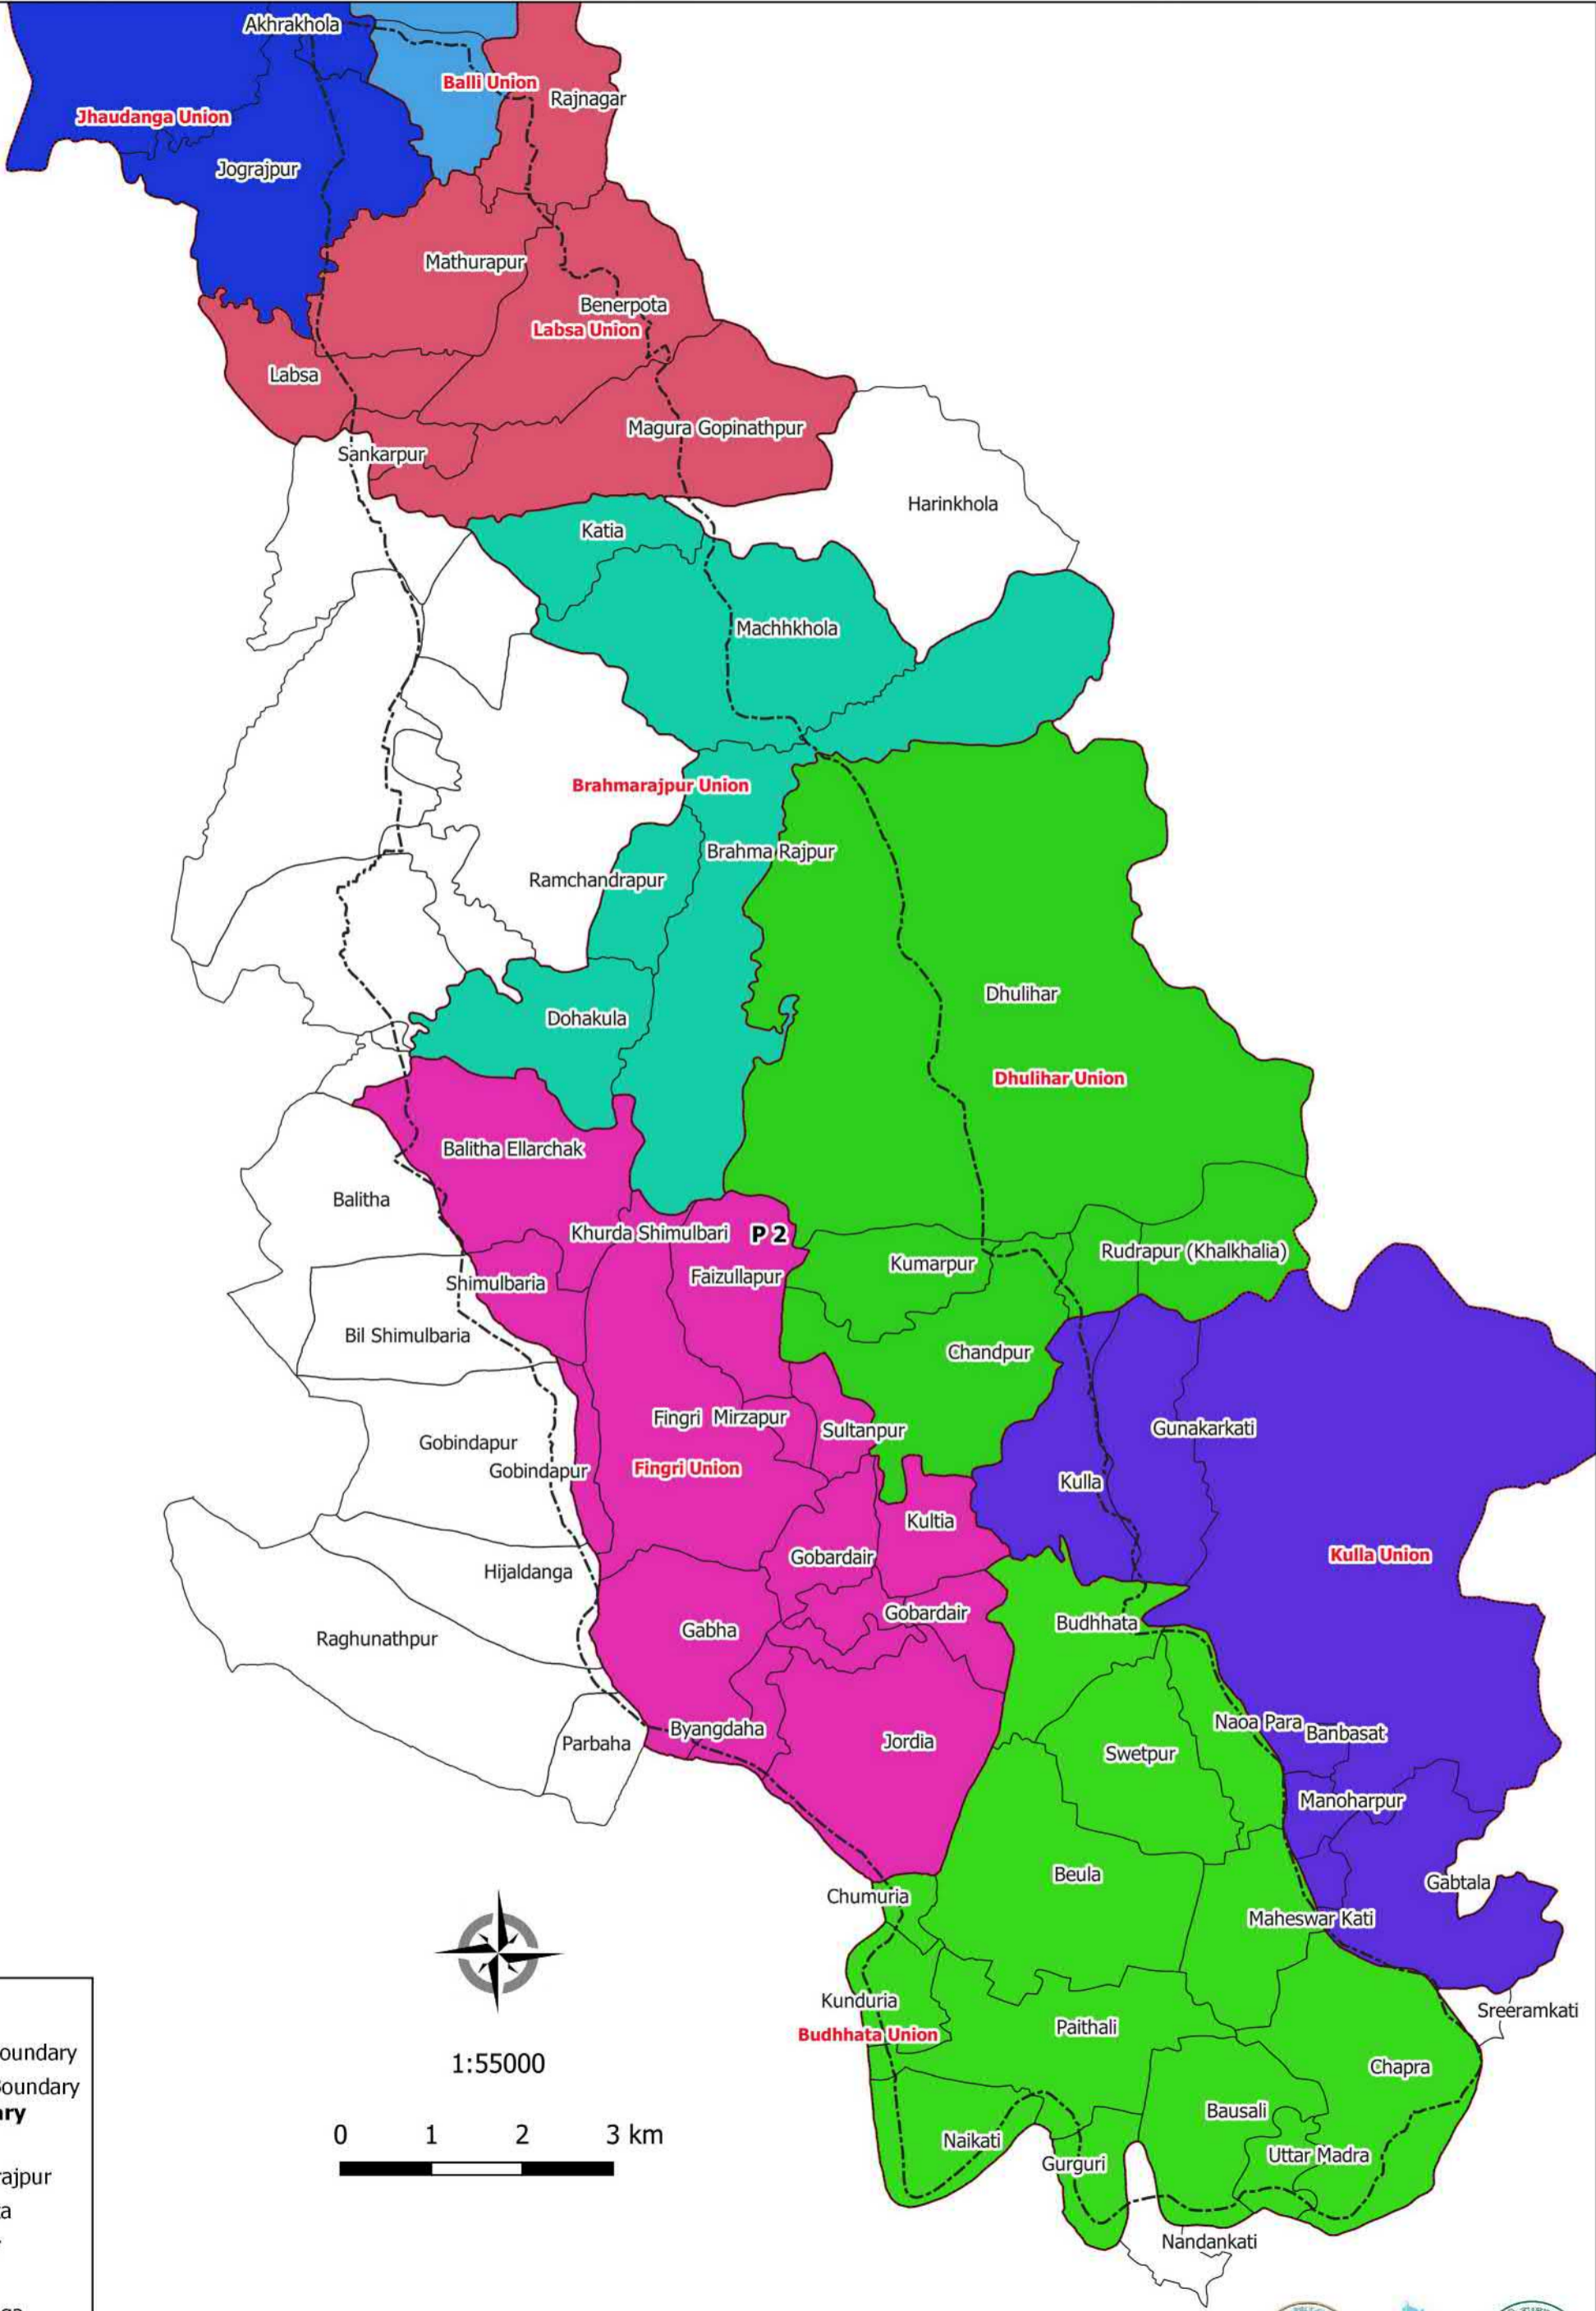 Akhrakhola
Balli Union
Rajnagar
Jhaudanga Union
Jograjpur
Mathurapur
Benerpota
Labsa Union
Labsa
Magura Gopinathpur
Sankarpur
Harinkhola
Katia
Machhkhola
Brahmarajpur Union
Brahma Rajpur
Ramchandrapur
Dhulihar
Dohakula
Dhulihar Union
Balitha Ellarchak
Balitha
Khurda Shimulbari
P 2
Rudrapur (Khalkhalia)
Kumarpur
Faizullapur
Shimulbaria
Bil Shimulbaria
Chandpur
Fingri
Mirzapur
Sultanpur
Gunakarkati
Gobindapur
Gobindapur
Fingri Union
Kulla
Kultia
Gobardair
Kulla Union
Hijaldanga
Gobardair
Budhhata
Gabha
Raghunathpur
Byangdaha
Parbaha
Jordia
Naoa Para
Banbasat
Swetpur
Manoharpur
Beula
Gabtala
Chumuria
Maheswar Kati
Kunduria
Sreeramkati
Budhhata Union
Paithali
Chapra
Bausali
Naikati
Gurguri
Uttar Madra
Nandankati
1:55000
0 1 2 3 km
oundary
oundary
ry
rajpur
a